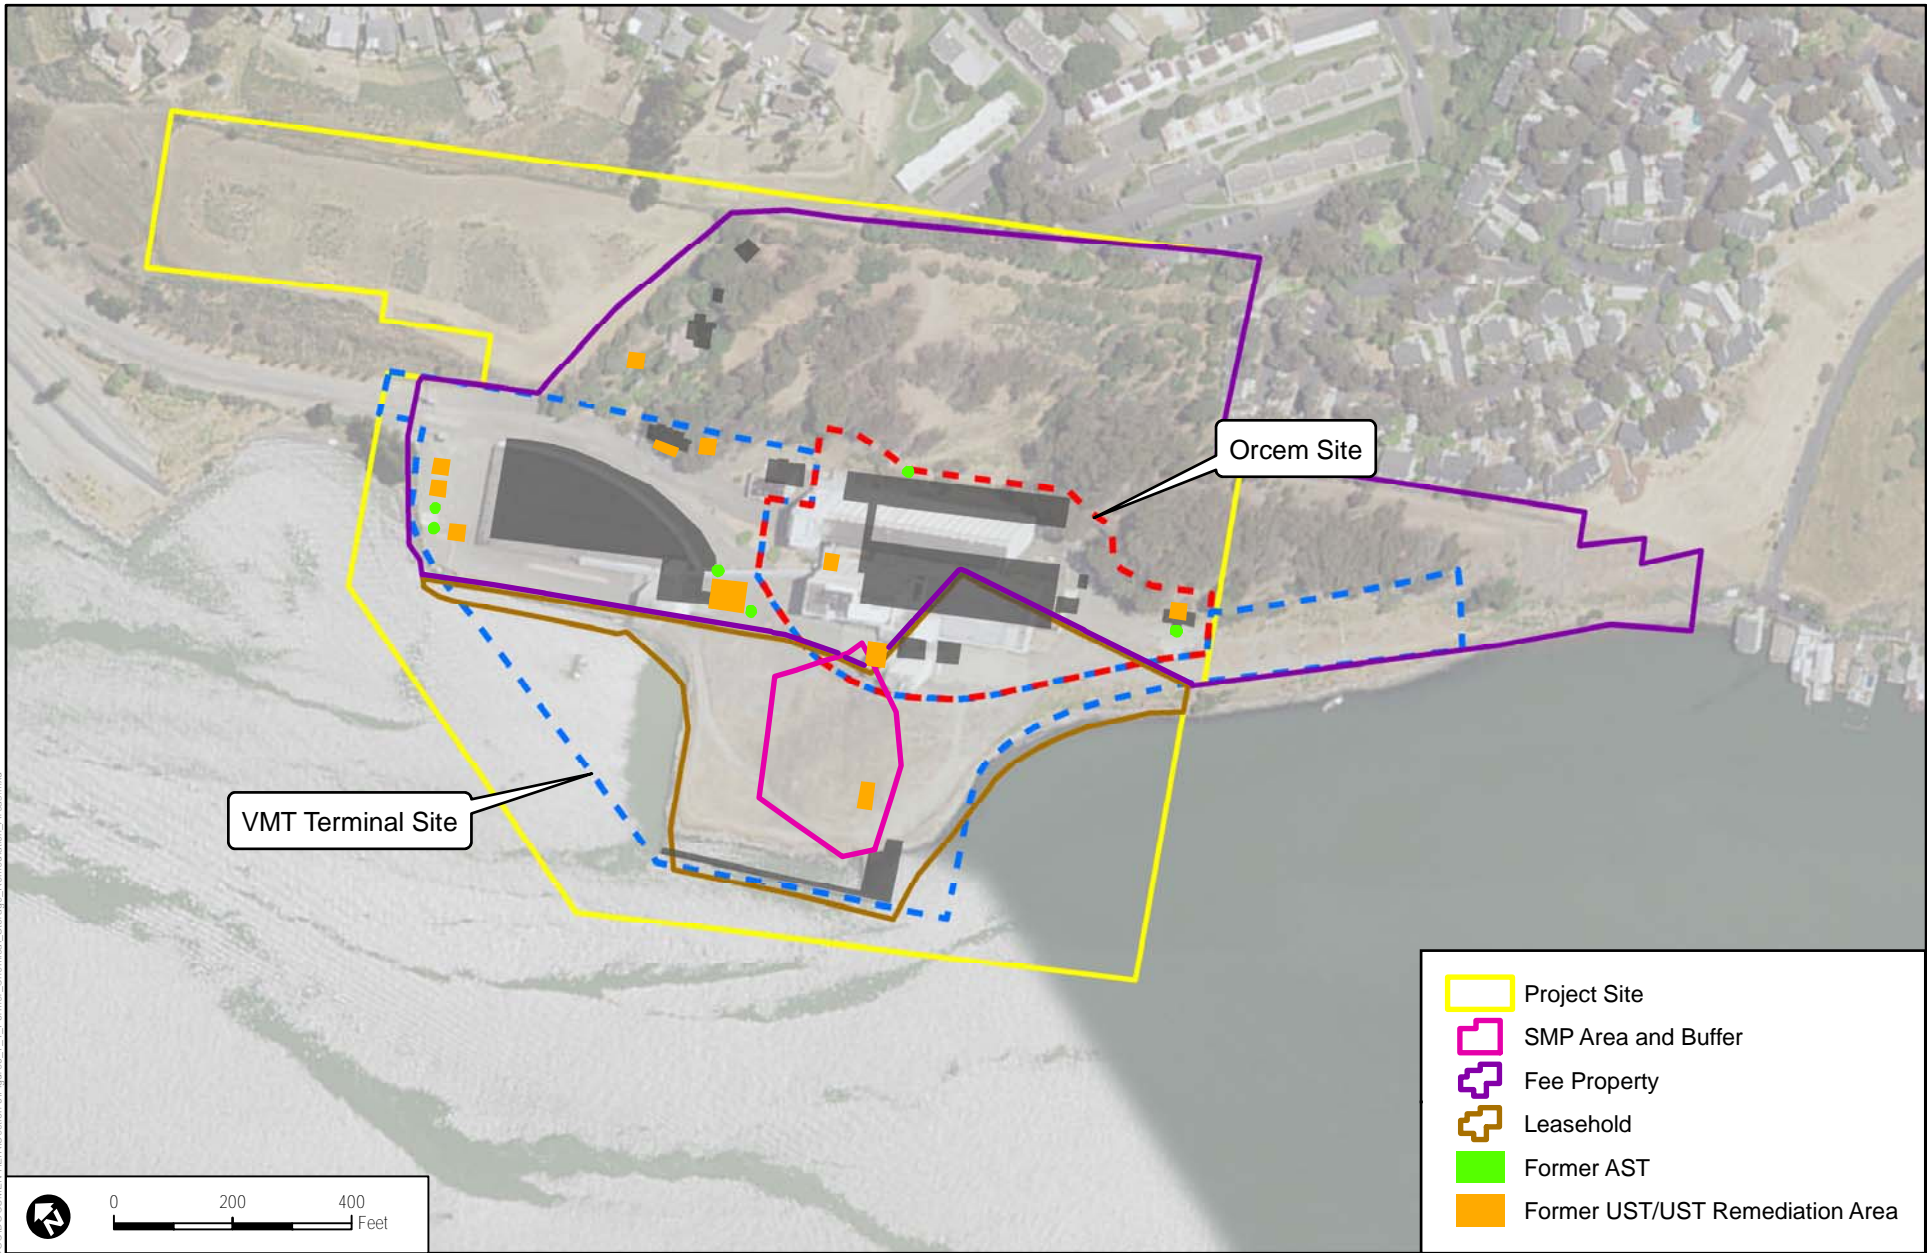 Orcem Site
VMT Terminal Site
Project Site
SMP Area and Buffer
Fee Property
Leasehold
Former AST
Former UST/UST Remediation Area
N
0 200 400
Feet